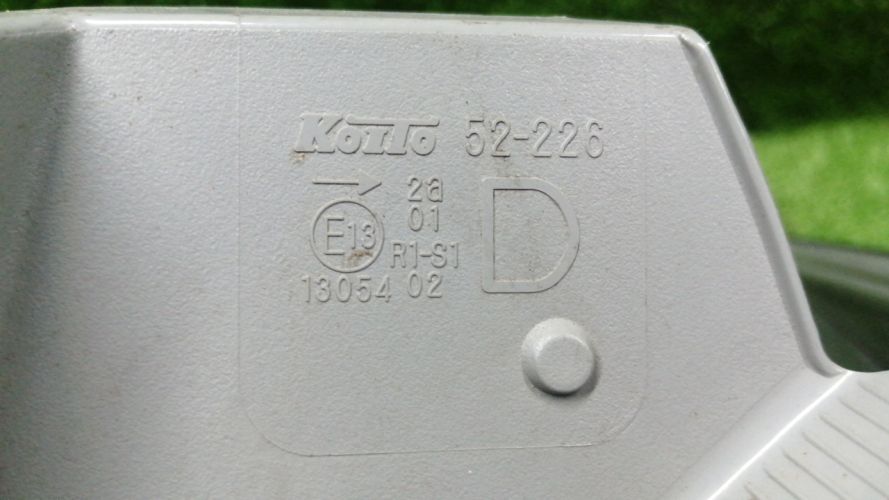 KOITO 52-226
→ 2a D
E13 01
R1-S1
13054 02